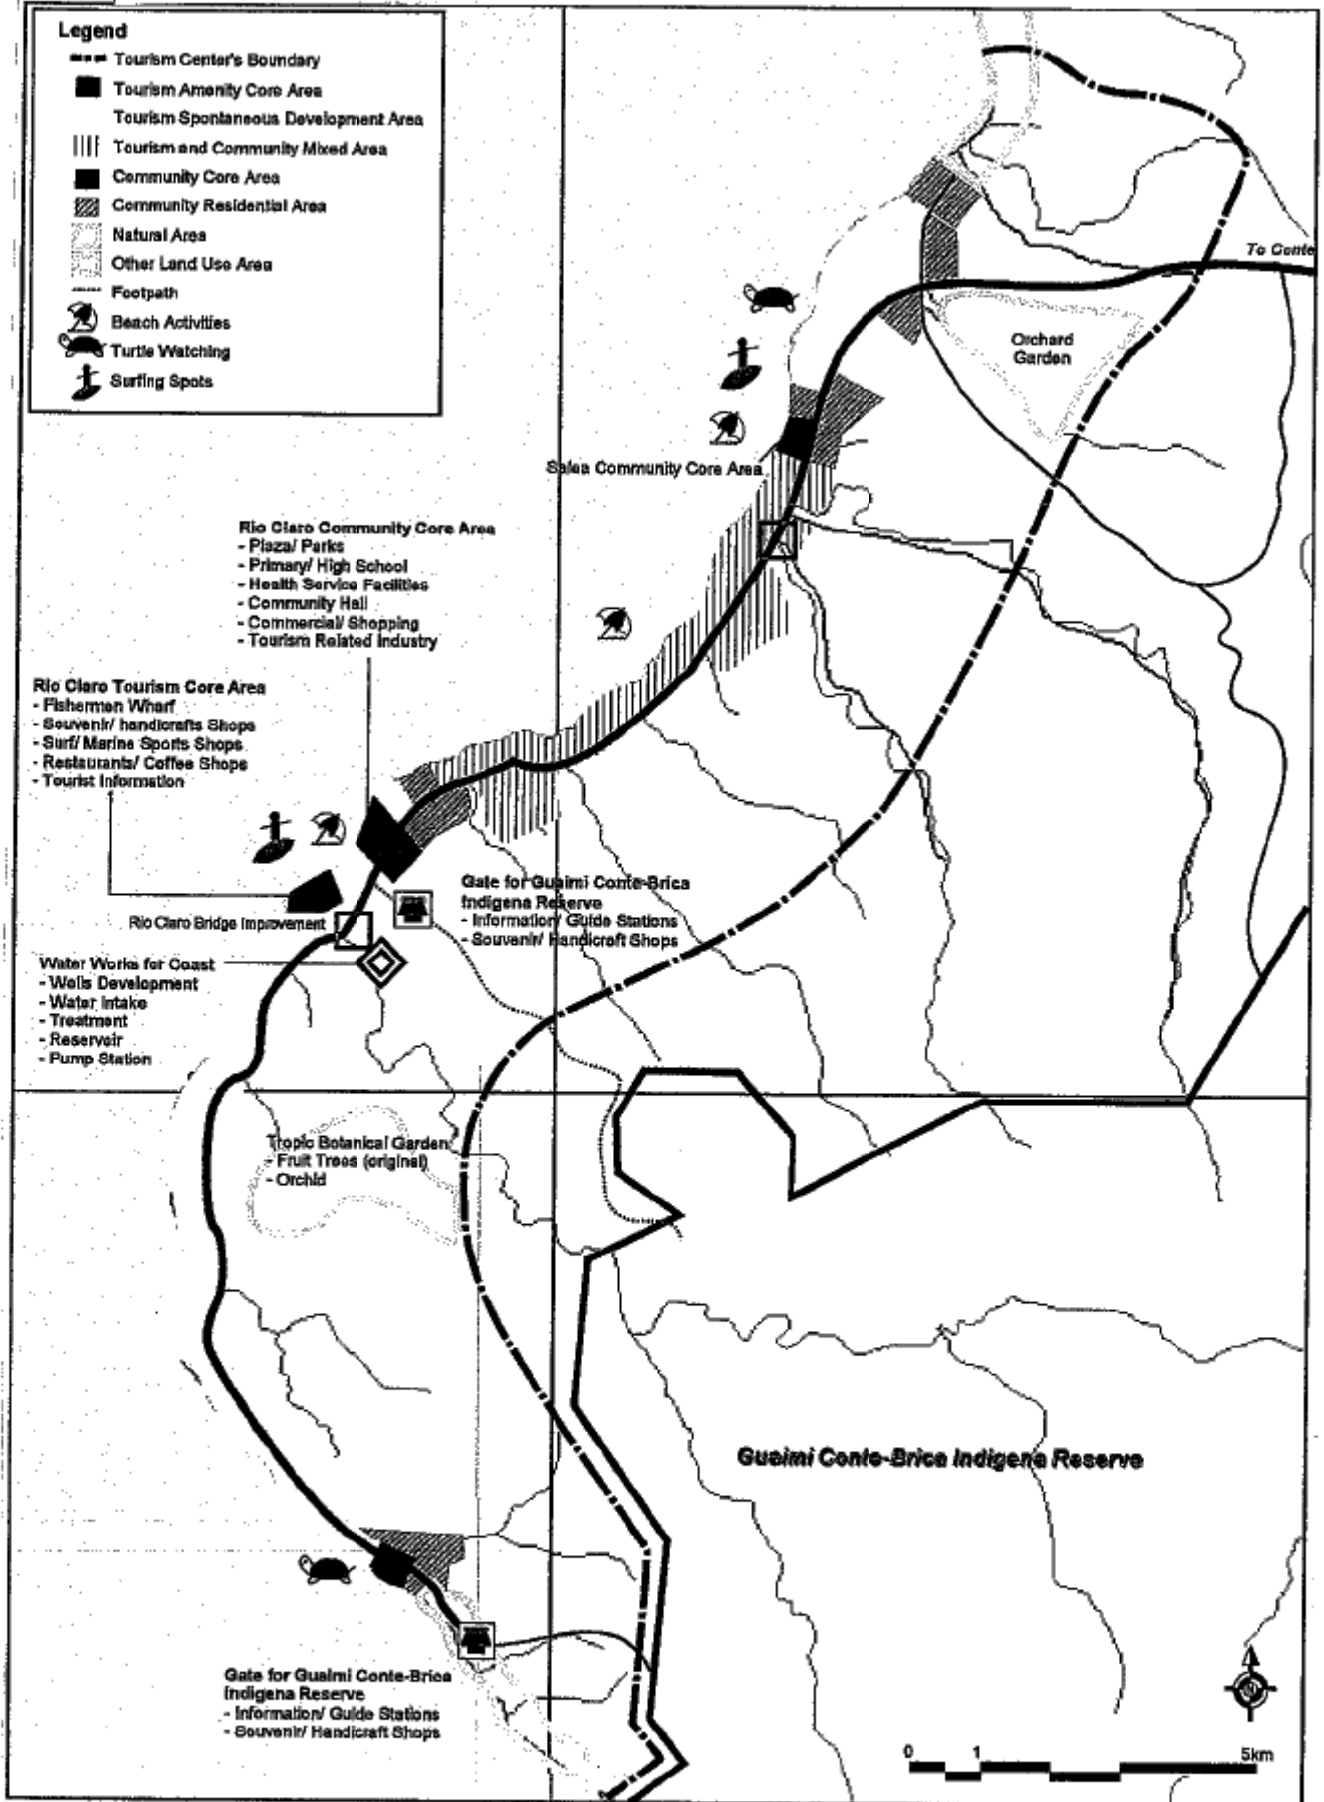 Legend
Tourism Center's Boundary
Tourism Amenity Core Area
Tourism Spontaneous Development Area
Tourism and Community Mixed Area
Community Core Area
Community Residential Area
Natural Area
Other Land Use Area
Footpath
Beach Activities
Turtle Watching
Surfing Spots
To Conte
Orchard
Garden
Salea Community Core Area
Rio Claro Community Core Area
- Plaza/ Parks
- Primary/ High School
- Health Service Facilities
- Community Hall
- Commercial/ Shopping
- Tourism Related Industry
Rio Claro Tourism Core Area
- Fishermen Wharf
- Souvenir/ handicrafts Shops
- Surf/ Marine Sports Shops
- Restaurants/ Coffee Shops
- Tourist Information
Gate for Guaimi Conte-Brica
Indigena Reserve
- Information/ Guide Stations
- Souvenir/ Handicraft Shops
Rio Claro Bridge Improvement
Water Works for Coast
- Wells Development
- Water Intake
- Treatment
- Reservoir
- Pump Station
Tropic Botanical Garden
- Fruit Trees (original)
- Orchid
Guaimi Conte-Brica Indigena Reserve
Gate for Guaimi Conte-Brica
Indigena Reserve
- Information/ Guide Stations
- Souvenir/ Handicraft Shops
0 1 5km